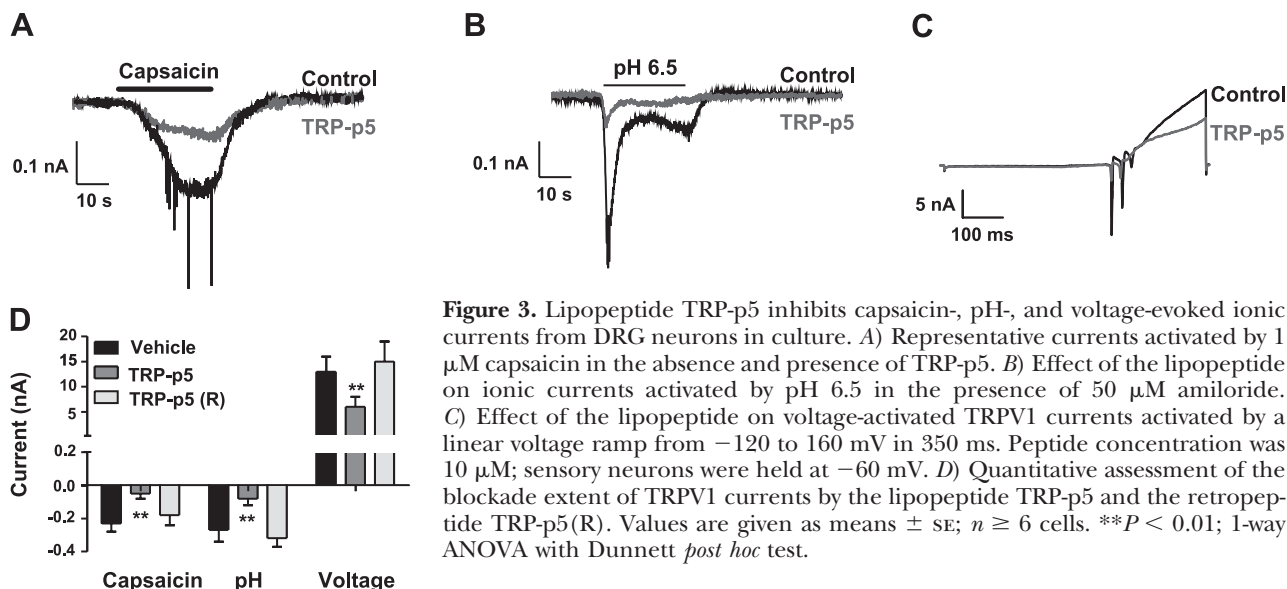 A
Capsaicin
Control
TRP-p5
0.1 nA
10 s
B
pH 6.5
Control
TRP-p5
0.1 nA
10 s
C
Control
TRP-p5
5 nA
100 ms
D
Current (nA)
20
15
10
5
0.2
0.0
-0.2
-0.4
Vehicle
TRP-p5
TRP-p5 (R)
**
**
**
Capsaicin
pH
Voltage
Figure 3. Lipopeptide TRP-p5 inhibits capsaicin-, pH-, and voltage-evoked ionic
currents from DRG neurons in culture. A) Representative currents activated by 1
μM capsaicin in the absence and presence of TRP-p5. B) Effect of the lipopeptide
on ionic currents activated by pH 6.5 in the presence of 50 μM amiloride.
C) Effect of the lipopeptide on voltage-activated TRPV1 currents activated by a
linear voltage ramp from −120 to 160 mV in 350 ms. Peptide concentration was
10 μM; sensory neurons were held at −60 mV. D) Quantitative assessment of the
blockade extent of TRPV1 currents by the lipopeptide TRP-p5 and the retropep-
tide TRP-p5(R). Values are given as means ± SE; n ≥ 6 cells. **P < 0.01; 1-way
ANOVA with Dunnett post hoc test.